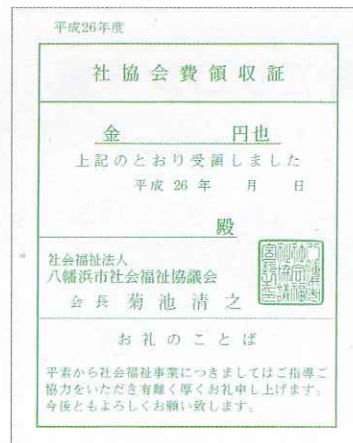 平成26年度
社協会費領収証
金 円也
上記のとおり受領しました
平成 26 年 月 日
殿
社会福祉法人
八幡浜市社会福祉協議会
会長 菊池清之
お礼のことば
平素から社会福祉事業につきましてはご指導ご
協力をいただき有難く厚くお礼申し上げます。
今後ともよろしくお願い致します。